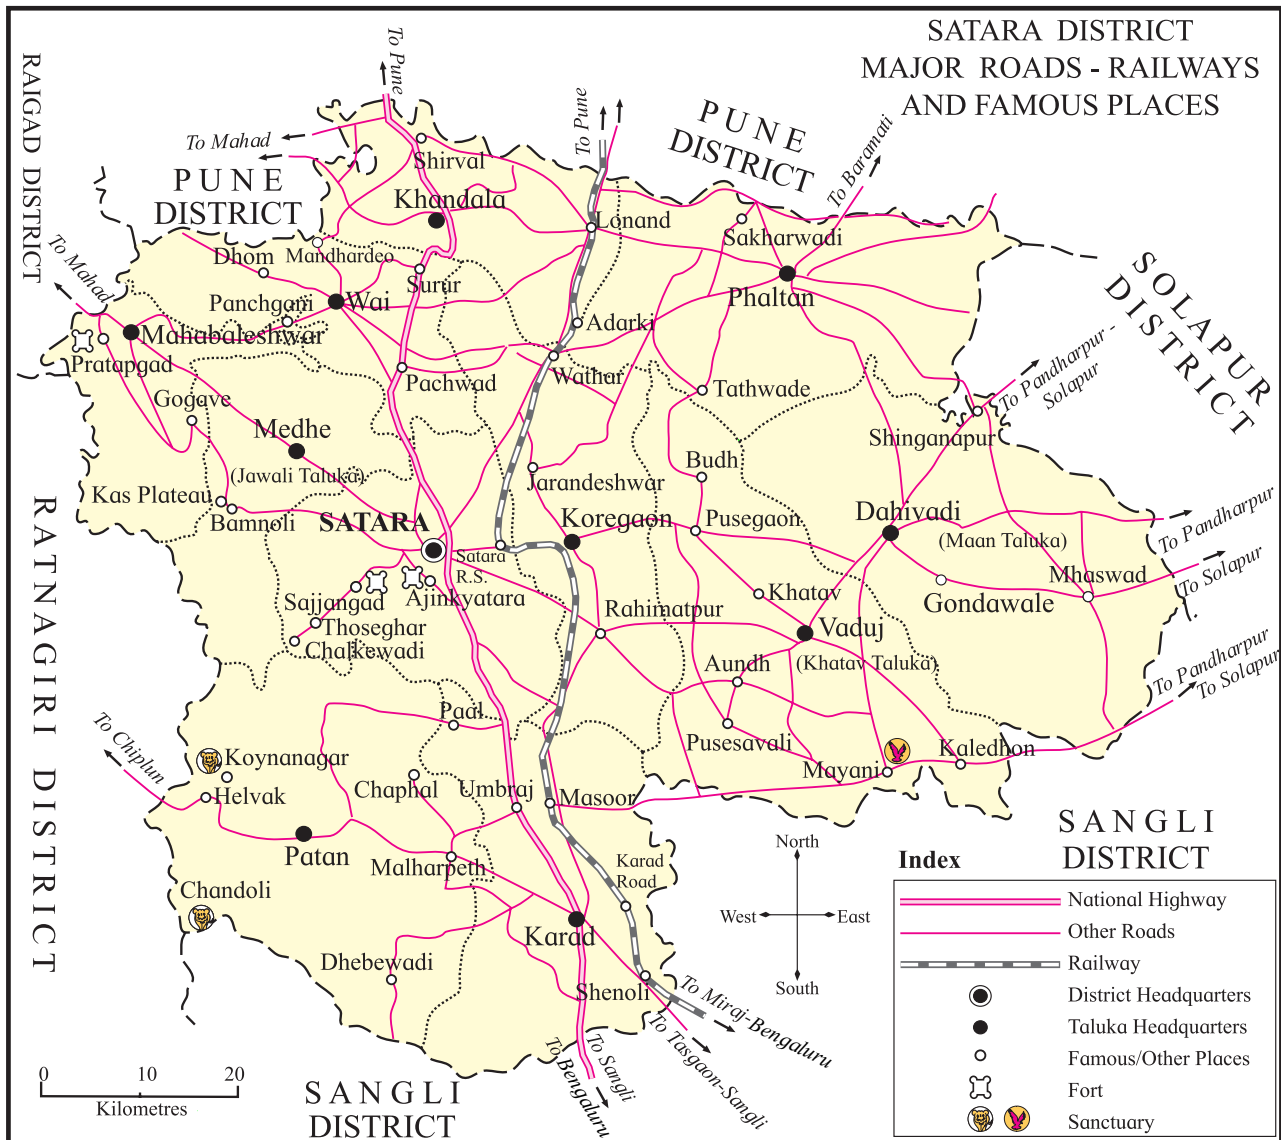 SATARA DISTRICT
MAJOR ROADS - RAILWAYS
AND FAMOUS PLACES
RAIGAD DISTRICT
To Pune
To Mahad
PUNE
DISTRICT
To Pune
PUNE
DISTRICT
To Baramati
Shirval
Khandala
Lonand
Sakharwadi
Mandhardeo
Dhom
Surur
Phaltan
SOLAPUR
DISTRICT
To Mahad
Panchgani
Wai
Adarki
Mahabaleshwar
Pratapgad
Pachwad
Wathar
Tathwade
To Pandharpur -
Solapur
Gogave
Shinganapur
Medhe
(Jawali Taluka)
Budh
Jarandeshwar
Kas Plateau
Bamnoli
SATARA
Koregaon
Pusegaon
Dahivadi
(Maan Taluka)
To Pandharpur
Satara
R.S.
Mhaswad
To Solapur
Sajjangad
Ajinkyatara
Khatav
Gondawale
Rahimatpur
Thoseghar
Chalkewadi
Vaduj
(Khatav Taluka)
Aundh
To Pandharpur
To Solapur
RATNAGIRI DISTRICT
Paal
Pusesavali
Kaledhon
Mayani
To Chiplun
Koynanagar
Helvak
Chaphal
Umbraj
Masoor
Patan
Malharpeth
Karad
Road
Chandoli
Karad
Dhebewadi
Shenoli
To Miraj-Bengaluru
To Tasgaon-Sangli
To Sangli
To Bengaluru
SANGLI
DISTRICT
SANGLI
DISTRICT
North
West
East
South
0 10 20
Kilometres
Index
National Highway
Other Roads
Railway
District Headquarters
Taluka Headquarters
Famous/Other Places
Fort
Sanctuary